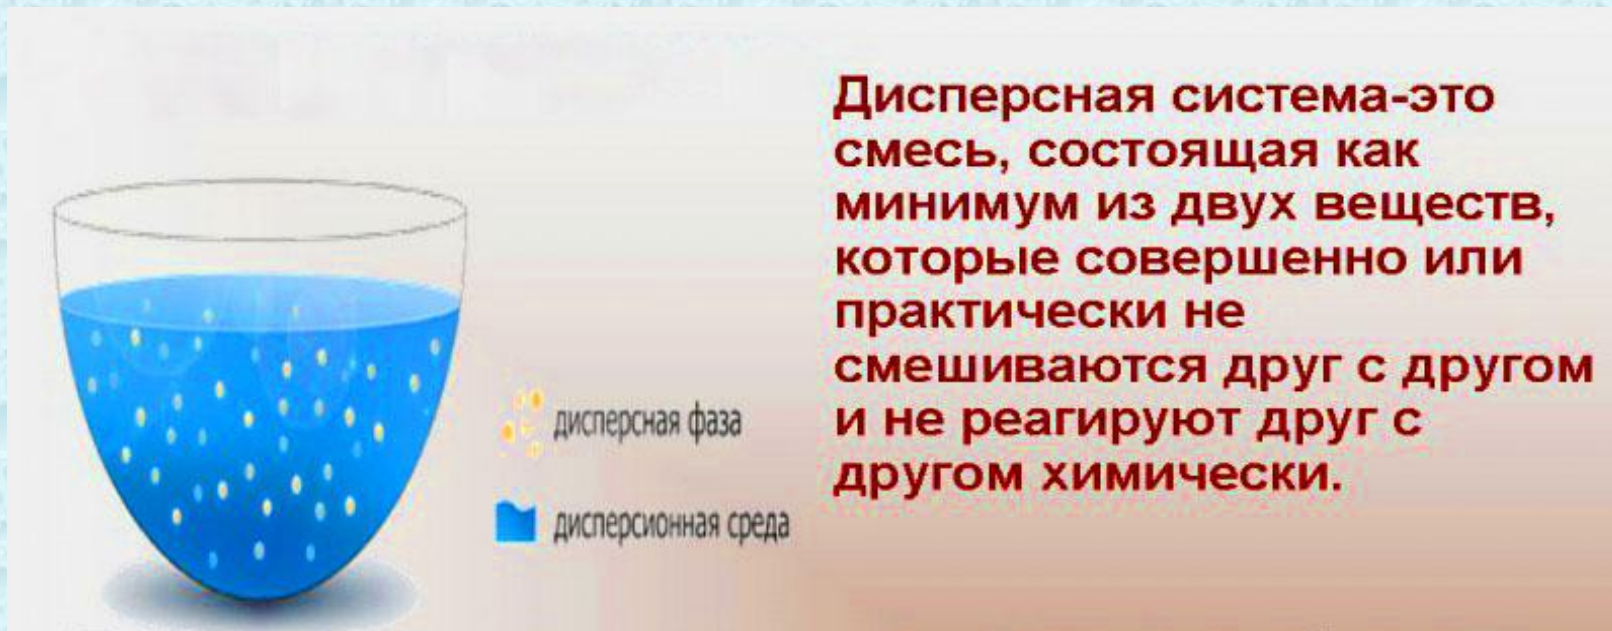 Дисперсная система-это
смесь, состоящая как
минимум из двух веществ,
которые совершенно или
практически не
смешиваются друг с другом
и не реагируют друг с
другом химически.
дисперсная фаза
дисперсионная среда